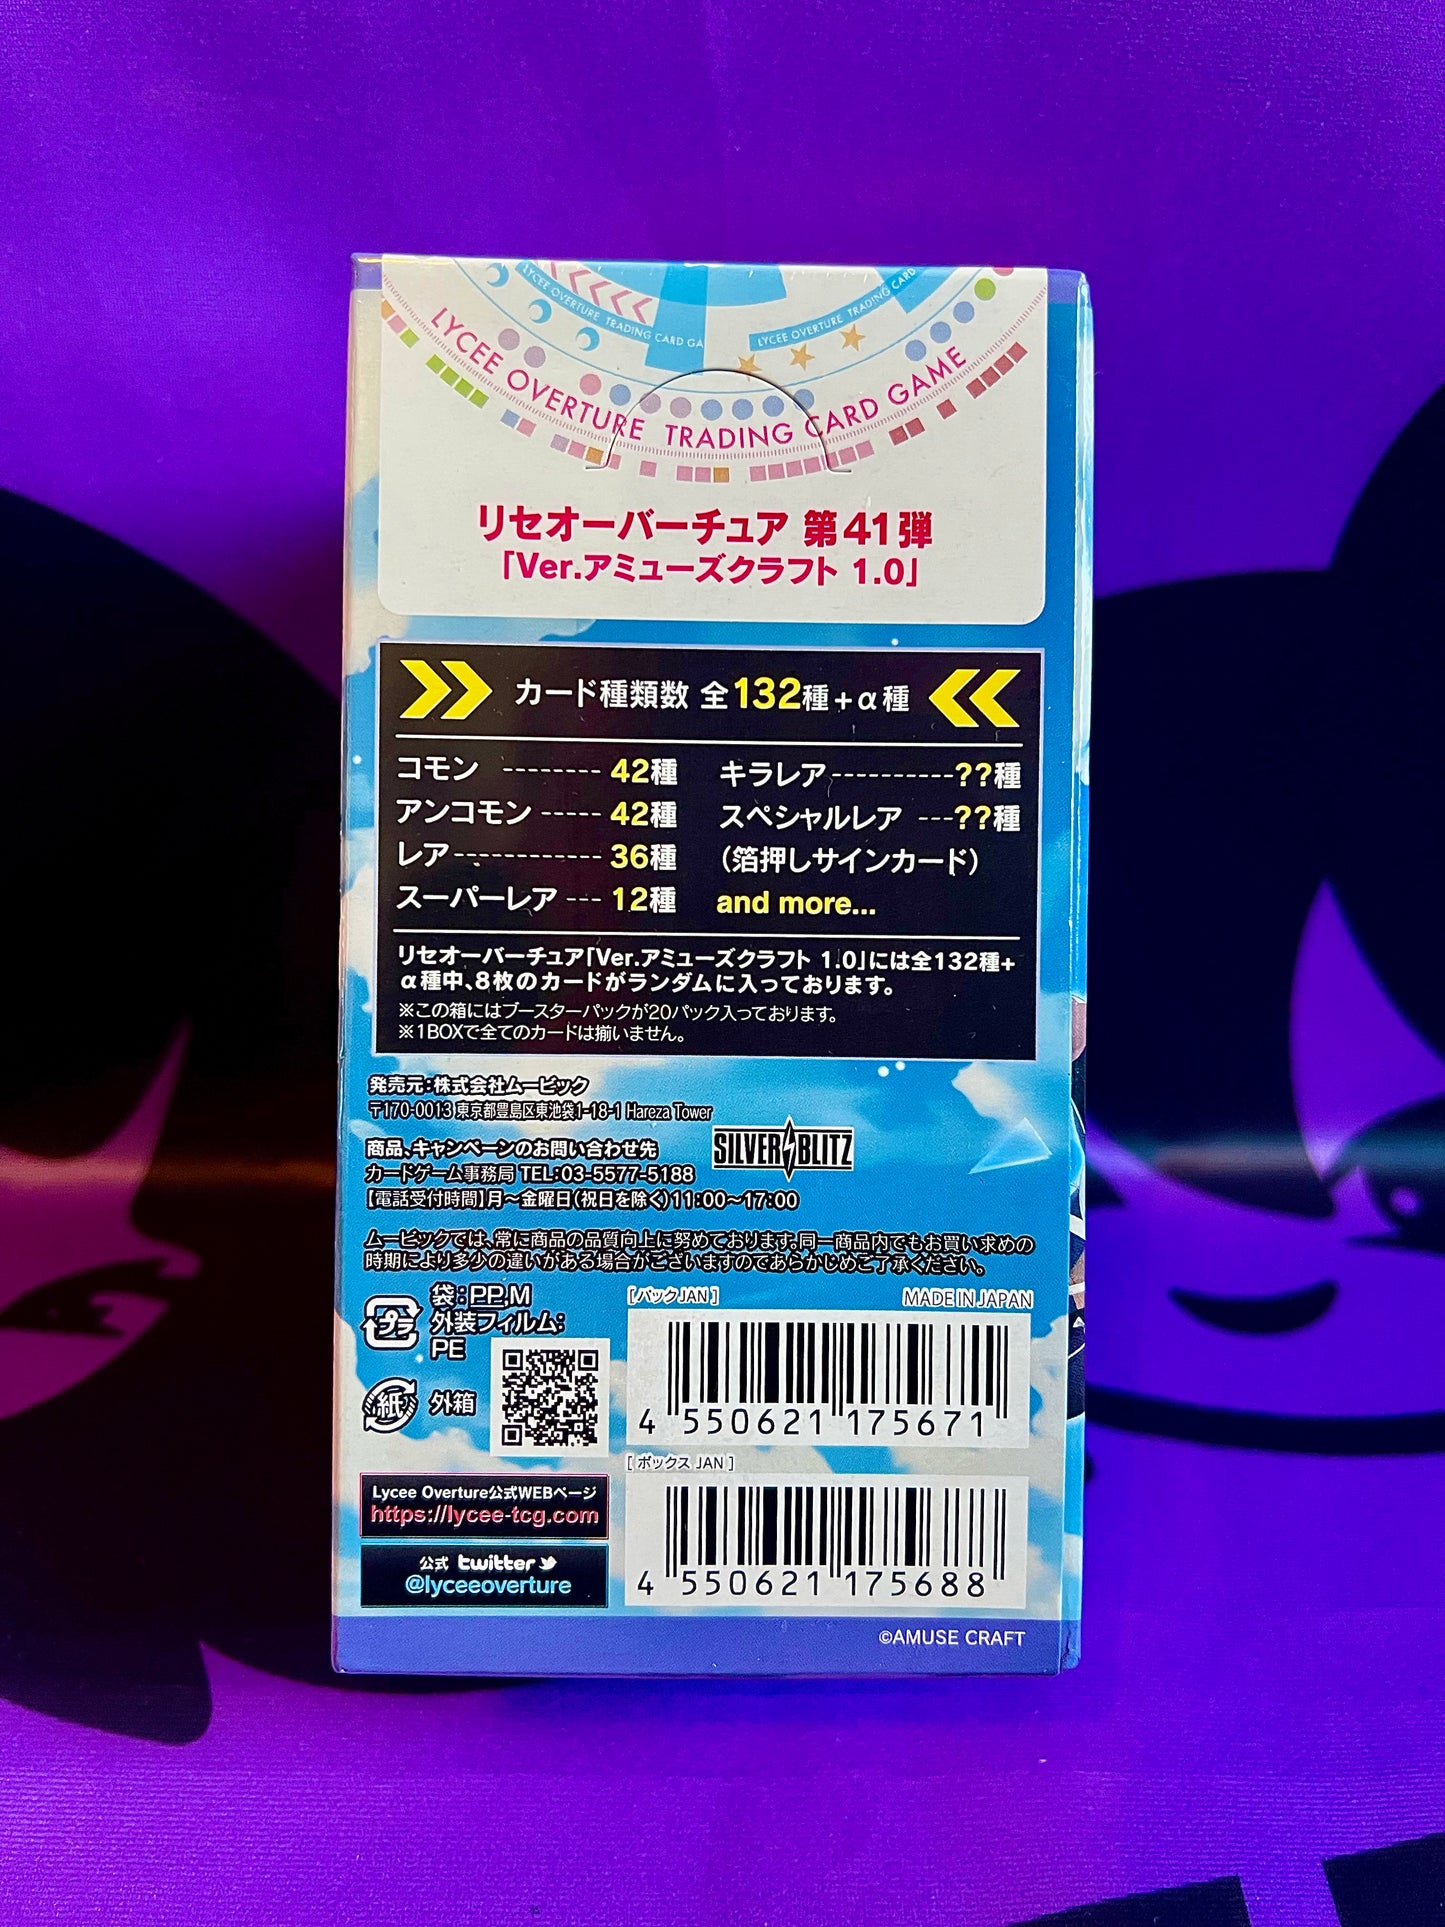 LYCEE OVERTURE TRADING CARD GA
LYCEE OVERTURE TRADING CARD
LYCEE OVERTURE TRADING CARD GAME
リセオーバーチュア 第41弾
「Ver.アミューズクラフト 1.0」
カード種類数 全132種+α種
コモン -------- 42種
アンコモン ----- 42種
レア------------ 36種
スーパーレア --- 12種
キラレア----------??種
スペシャルレア ---??種
（箔押しサインカード）
and more...
リセオーバーチュア「Ver.アミューズクラフト 1.0」には全132種+
α種中、8枚のカードがランダムに入っております。
※この箱にはブースターパックが20パック入っております。
※1BOXで全てのカードは揃いません。
発売元:株式会社ムービック
〒170-0013 東京都豊島区東池袋1-18-1 Hareza Tower
商品、キャンペーンのお問い合わせ先
カードゲーム事務局 TEL:03-5577-5188
【電話受付時間】月～金曜日(祝日を除く)11:00～17:00
SILVER BLITZ
ムービックでは、常に商品の品質向上に努めております。同一商品内でもお買い求めの
時期により多少の違いがある場合がございますのであらかじめご了承ください。
プラ
袋:PP,M
外装フィルム:
PE
紙
外箱
[パックJAN]
MADE IN JAPAN
4 550621 175671
[ボックス JAN]
4 550621 175688
Lycee Overture公式WEBページ
https://lycee-tcg.com
公式 twitter
@lyceeoverture
©AMUSE CRAFT